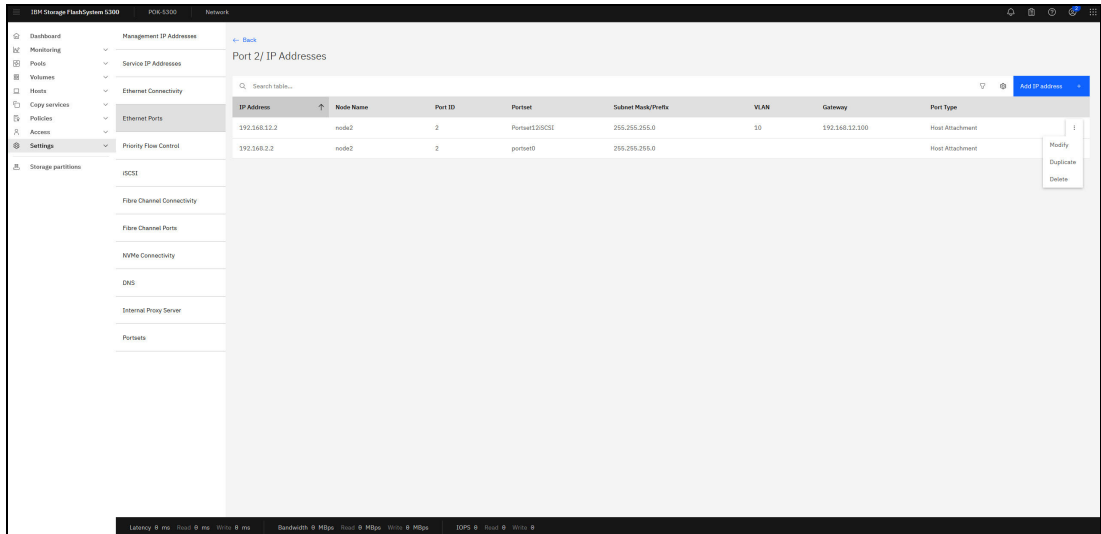 IBM Storage FlashSystem 5300 POK-5300 Network
Dashboard
Monitoring
Pools
Volumes
Hosts
Copy services
Policies
Access
Settings
Storage partitions
Management IP Addresses
Service IP Addresses
Ethernet Connectivity
Ethernet Ports
Priority Flow Control
iSCSI
Fibre Channel Connectivity
Fibre Channel Ports
NVMe Connectivity
DNS
Internal Proxy Server
Portsets
← Back
Port 2/ IP Addresses
Search table... Add IP address +
IP Address ↑ Node Name Port ID Portset Subnet Mask/Prefix VLAN Gateway Port Type
192.168.12.2 node2 2 Portset12iSCSI 255.255.255.0 10 192.168.12.100 Host Attachment
192.168.2.2 node2 2 portset0 255.255.255.0 Host Attachment
Modify
Duplicate
Delete
Latency 0 ms Read 0 ms Write 0 ms Bandwidth 0 MBps Read 0 MBps Write 0 MBps IOPS 0 Read 0 Write 0